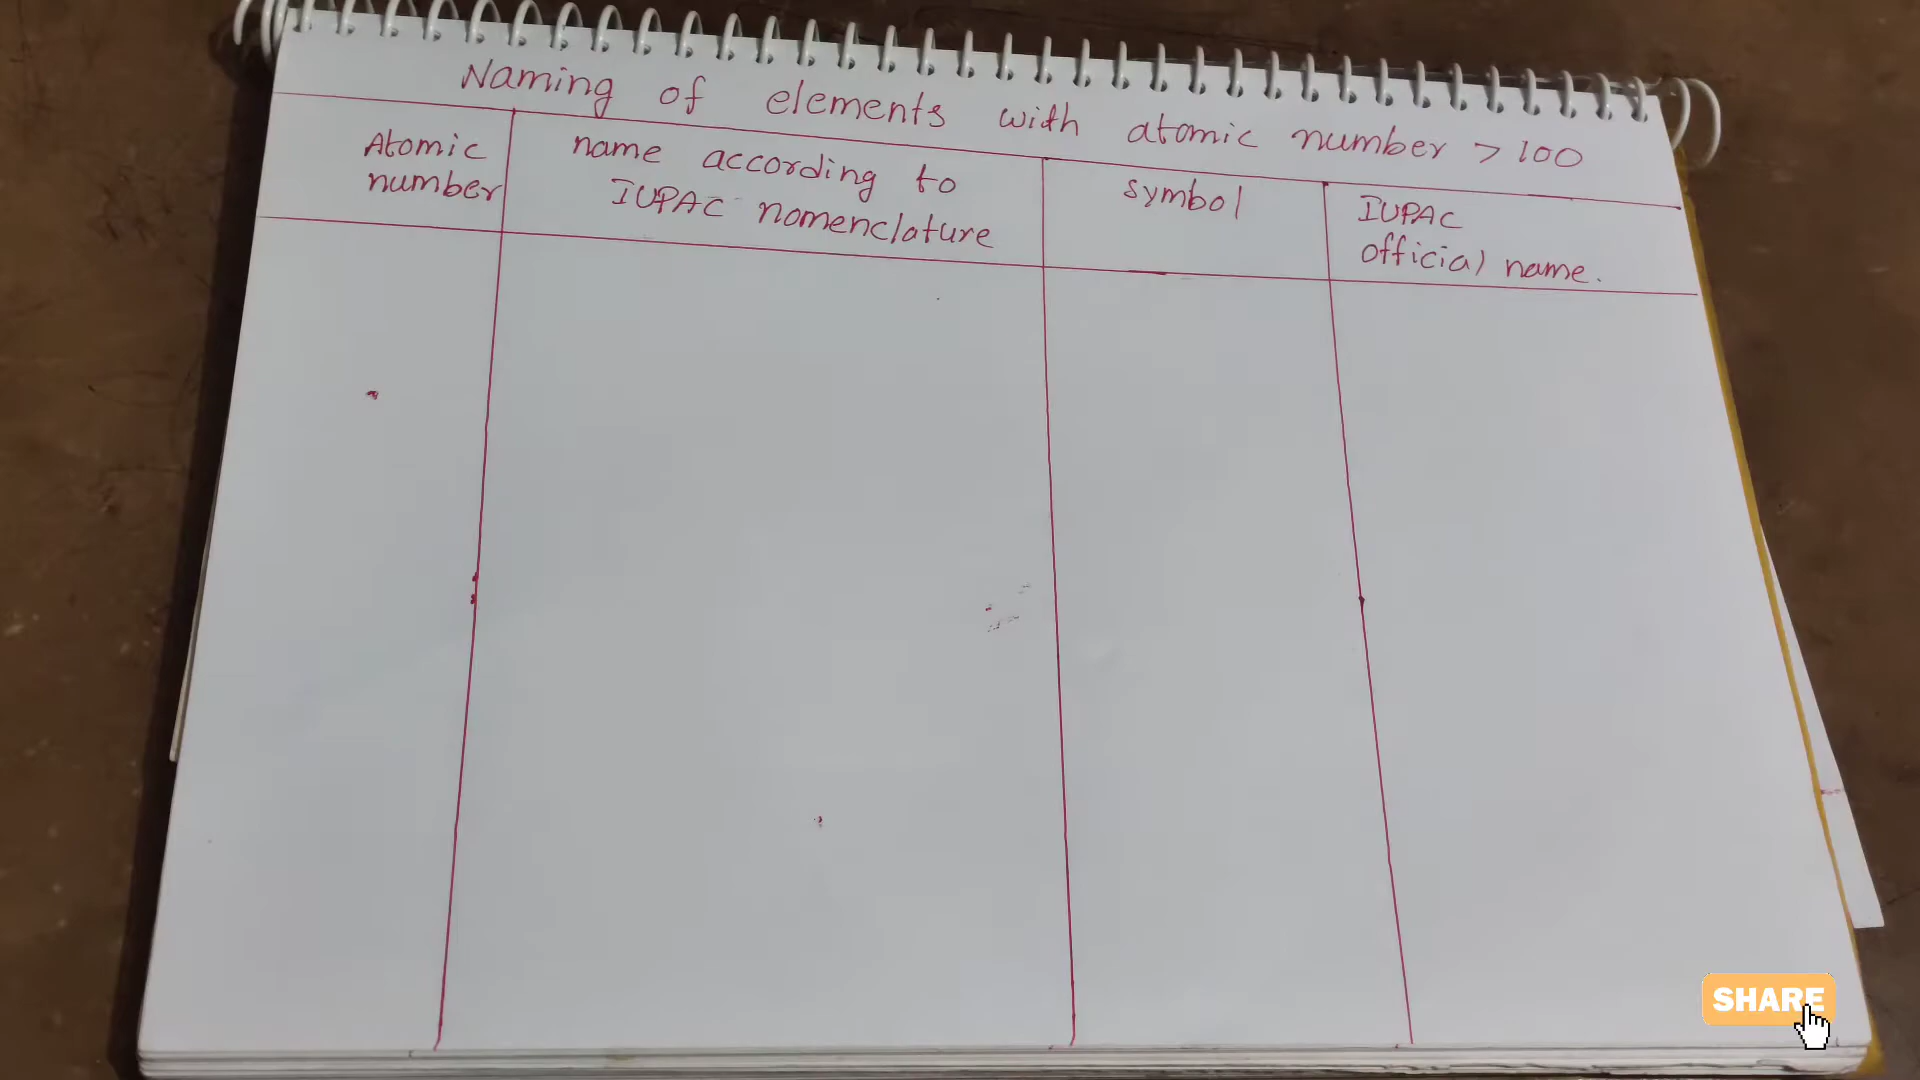 Naming of elements with atomic number > 100
Atomic
number
name according to
IUPAC nomenclature
symbol
IUPAC
official name.
SHARE